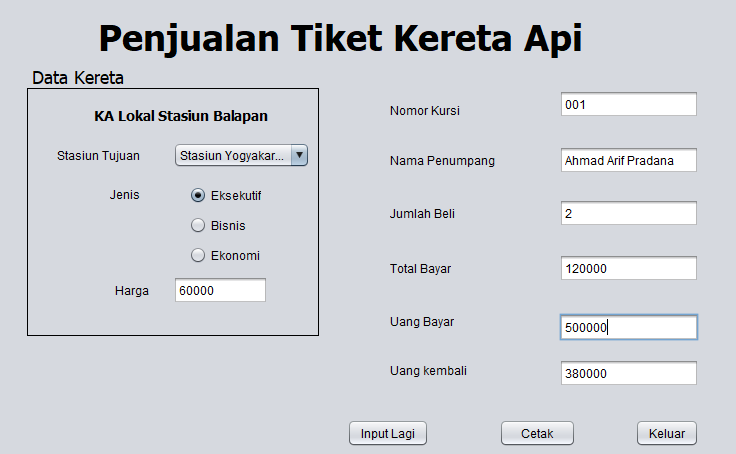 Penjualan Tiket Kereta Api
Data Kereta
KA Lokal Stasiun Balapan
Stasiun Tujuan Stasiun Yogyakar...
Jenis Eksekutif
Bisnis
Ekonomi
Harga 60000
Nomor Kursi 001
Nama Penumpang Ahmad Arif Pradana
Jumlah Beli 2
Total Bayar 120000
Uang Bayar 500000
Uang kembali 380000
Input Lagi Cetak Keluar